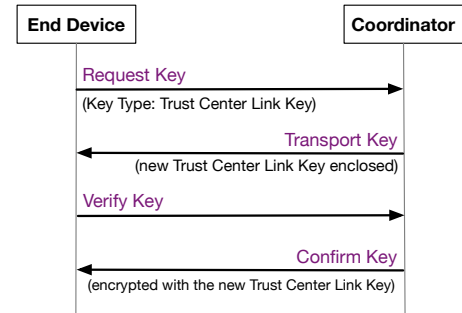 End Device
Coordinator
Request Key
(Key Type: Trust Center Link Key)
Transport Key
(new Trust Center Link Key enclosed)
Verify Key
Confirm Key
(encrypted with the new Trust Center Link Key)